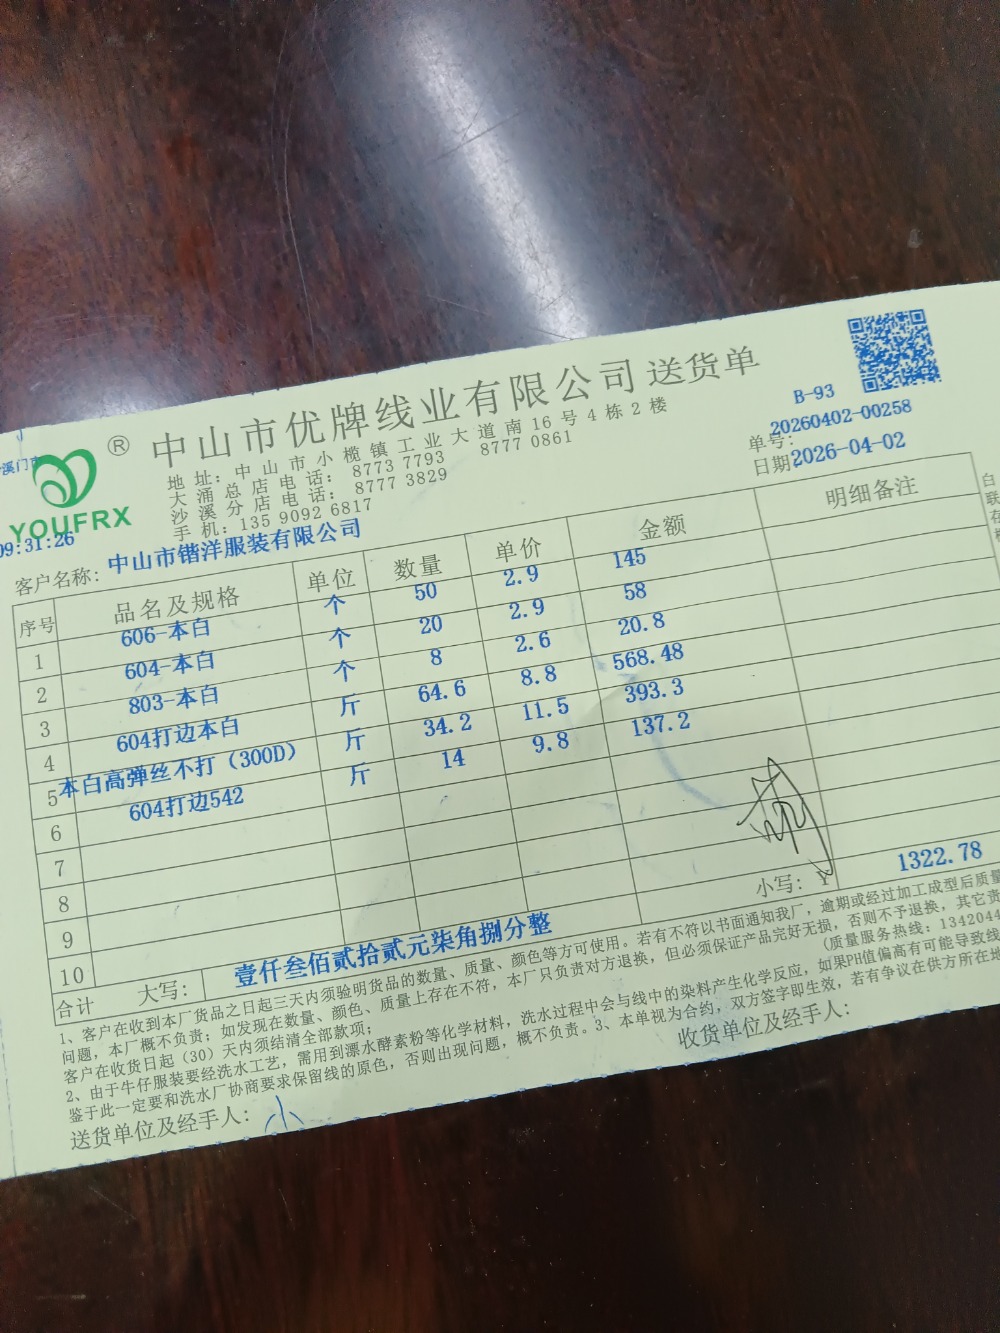 中山市优牌线业有限公司 送货单
®
YOUFRX
溪门市
09:31:26
地址：中山市小榄镇工业大道南16号4栋2楼
大涌总店电话：8773 7793 8777 0861
沙溪分店电话：8777 3829
手机：135 9092 6817
B-93
单号：20260402-00258
日期：2026-04-02
客户名称：中山市锴洋服装有限公司
序号 品名及规格 单位 数量 单价 金额 明细备注
1 606-本白 个 50 2.9 145
2 604-本白 个 20 2.9 58
3 803-本白 个 8 2.6 20.8
4 604打边本白 斤 64.6 8.8 568.48
5 本白高弹丝不打（300D） 斤 34.2 11.5 393.3
6 604打边542 斤 14 9.8 137.2
7
8
9
10
合计 大写：壹仟叁佰贰拾贰元柒角捌分整 小写：¥ 1322.78
1、客户在收到本厂货品之日起三天内须验明货品的数量、质量、颜色等方可使用。若有不符以书面通知我厂，逾期或经过加工成型后质量
问题，本厂概不负责；如发现在数量、颜色、质量上存在不符，本厂只负责对方退换，但必须保证产品完好无损，否则不予退换，其它责
客户在收货日起（30）天内须结清全部款项； （质量服务热线：1342044
2、由于牛仔服装要经洗水工艺，需用到漂水酵素粉等化学材料，洗水过程中会与线中的染料产生化学反应，如果PH值偏高有可能导致线
鉴于此一定要和洗水厂协商要求保留线的原色，否则出现问题，概不负责。3、本单视为合约，双方签字即生效，若有争议在供方所在地
送货单位及经手人：小 收货单位及经手人：
白
联
存